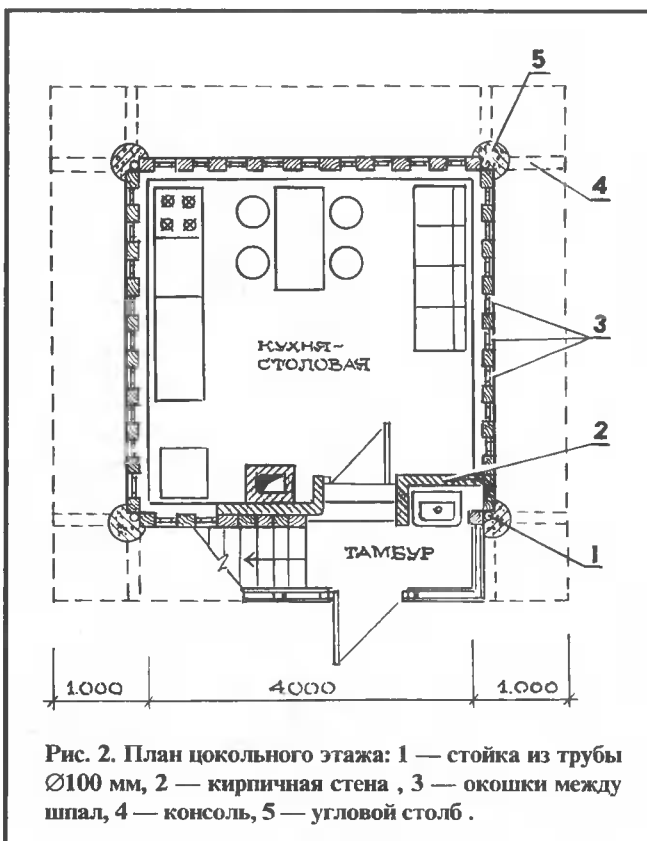 5
4
КУХНЯ-
СТОЛОВАЯ
3
2
ТАМБУР
1
1.000 4000 1.000
Рис. 2. План цокольного этажа: 1 — стойка из трубы
∅100 мм, 2 — кирпичная стена , 3 — окошки между
шпал, 4 — консоль, 5 — угловой столб .